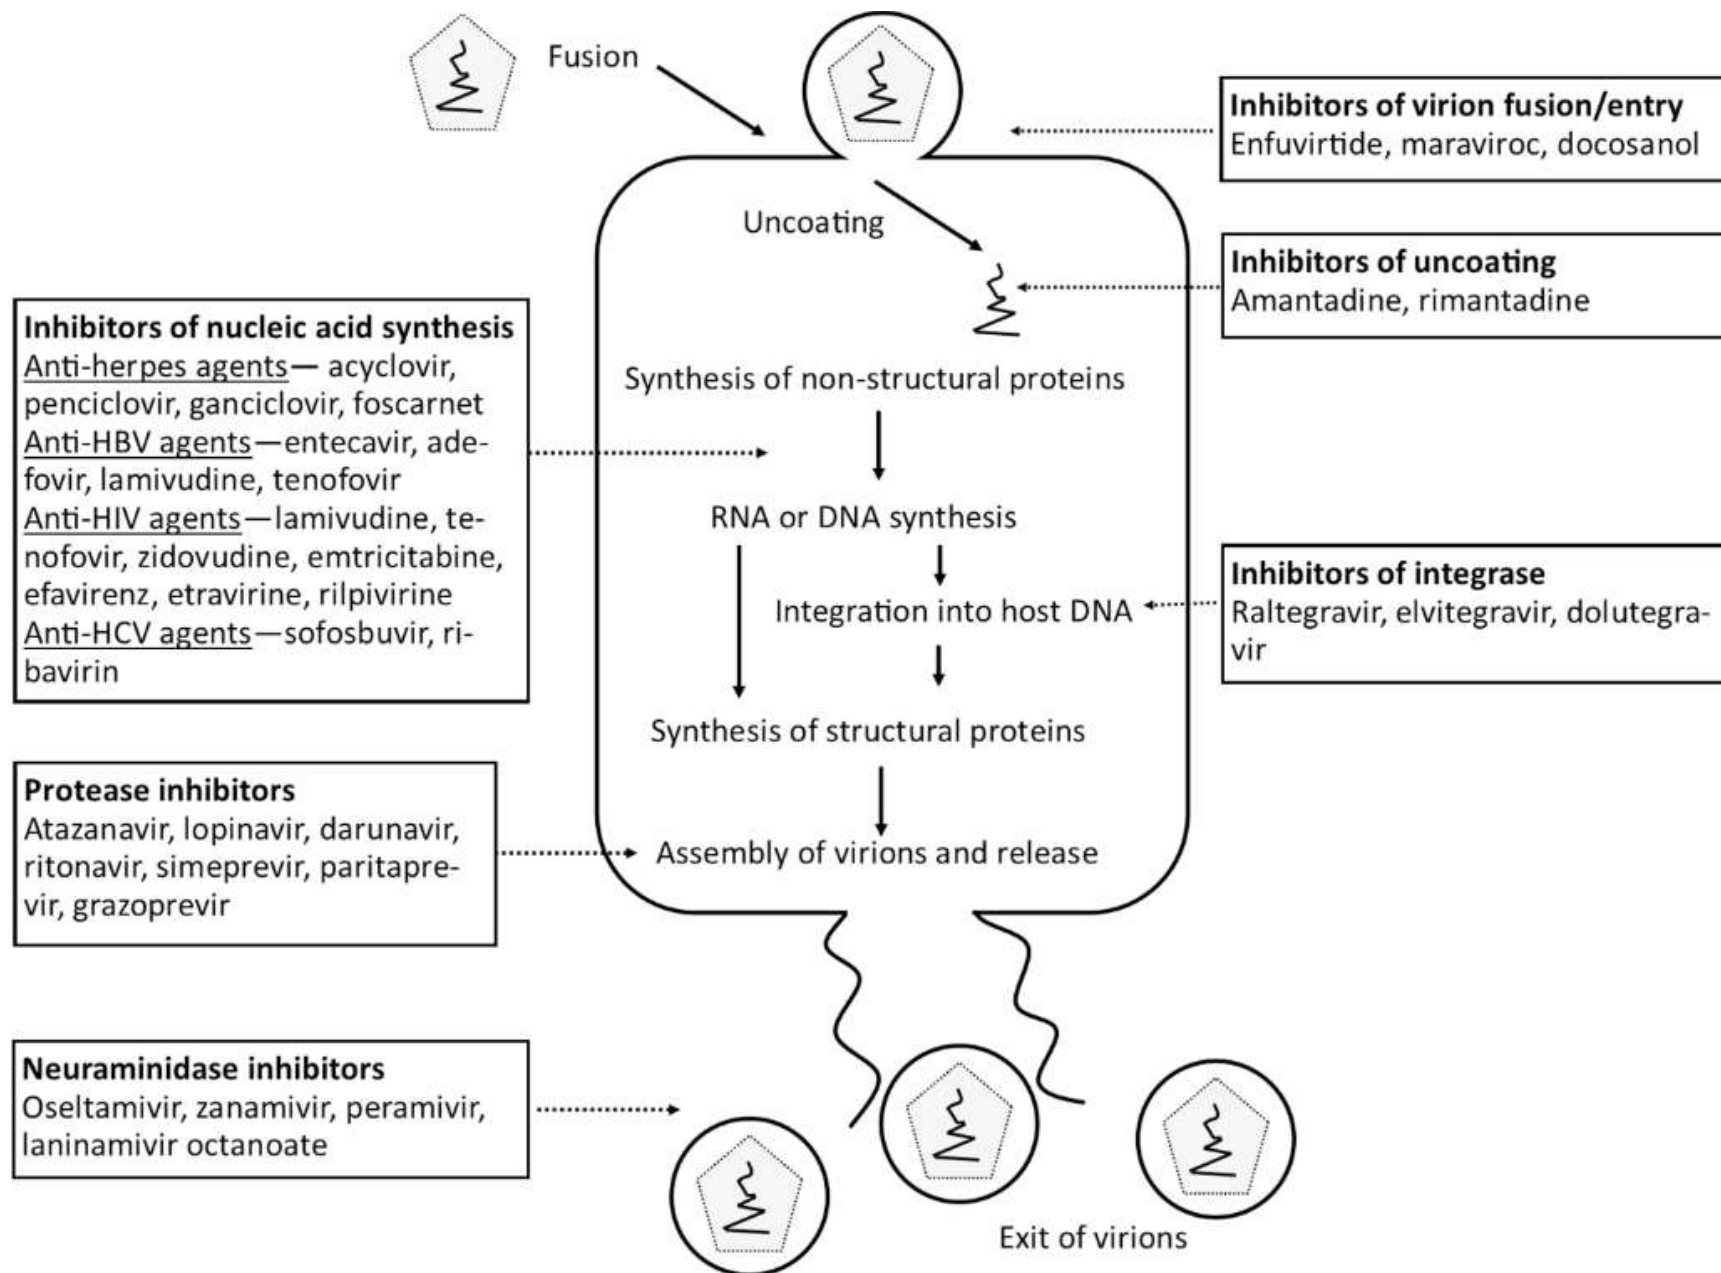 Fusion
Inhibitors of virion fusion/entry
Enfuvirtide, maraviroc, docosanol
Uncoating
Inhibitors of uncoating
Amantadine, rimantadine
Inhibitors of nucleic acid synthesis
Anti-herpes agents— acyclovir,
penciclovir, ganciclovir, foscarnet
Anti-HBV agents—entecavir, ade-
fovir, lamivudine, tenofovir
Anti-HIV agents—lamivudine, te-
nofovir, zidovudine, emtricitabine,
efavirenz, etravirine, rilpivirine
Anti-HCV agents—sofosbuvir, ri-
bavirin
Synthesis of non-structural proteins
RNA or DNA synthesis
Integration into host DNA
Inhibitors of integrase
Raltegravir, elvitegravir, dolutegra-
vir
Synthesis of structural proteins
Protease inhibitors
Atazanavir, lopinavir, darunavir,
ritonavir, simeprevir, paritapre-
vir, grazoprevir
Assembly of virions and release
Neuraminidase inhibitors
Oseltamivir, zanamivir, peramivir,
laninamivir octanoate
Exit of virions